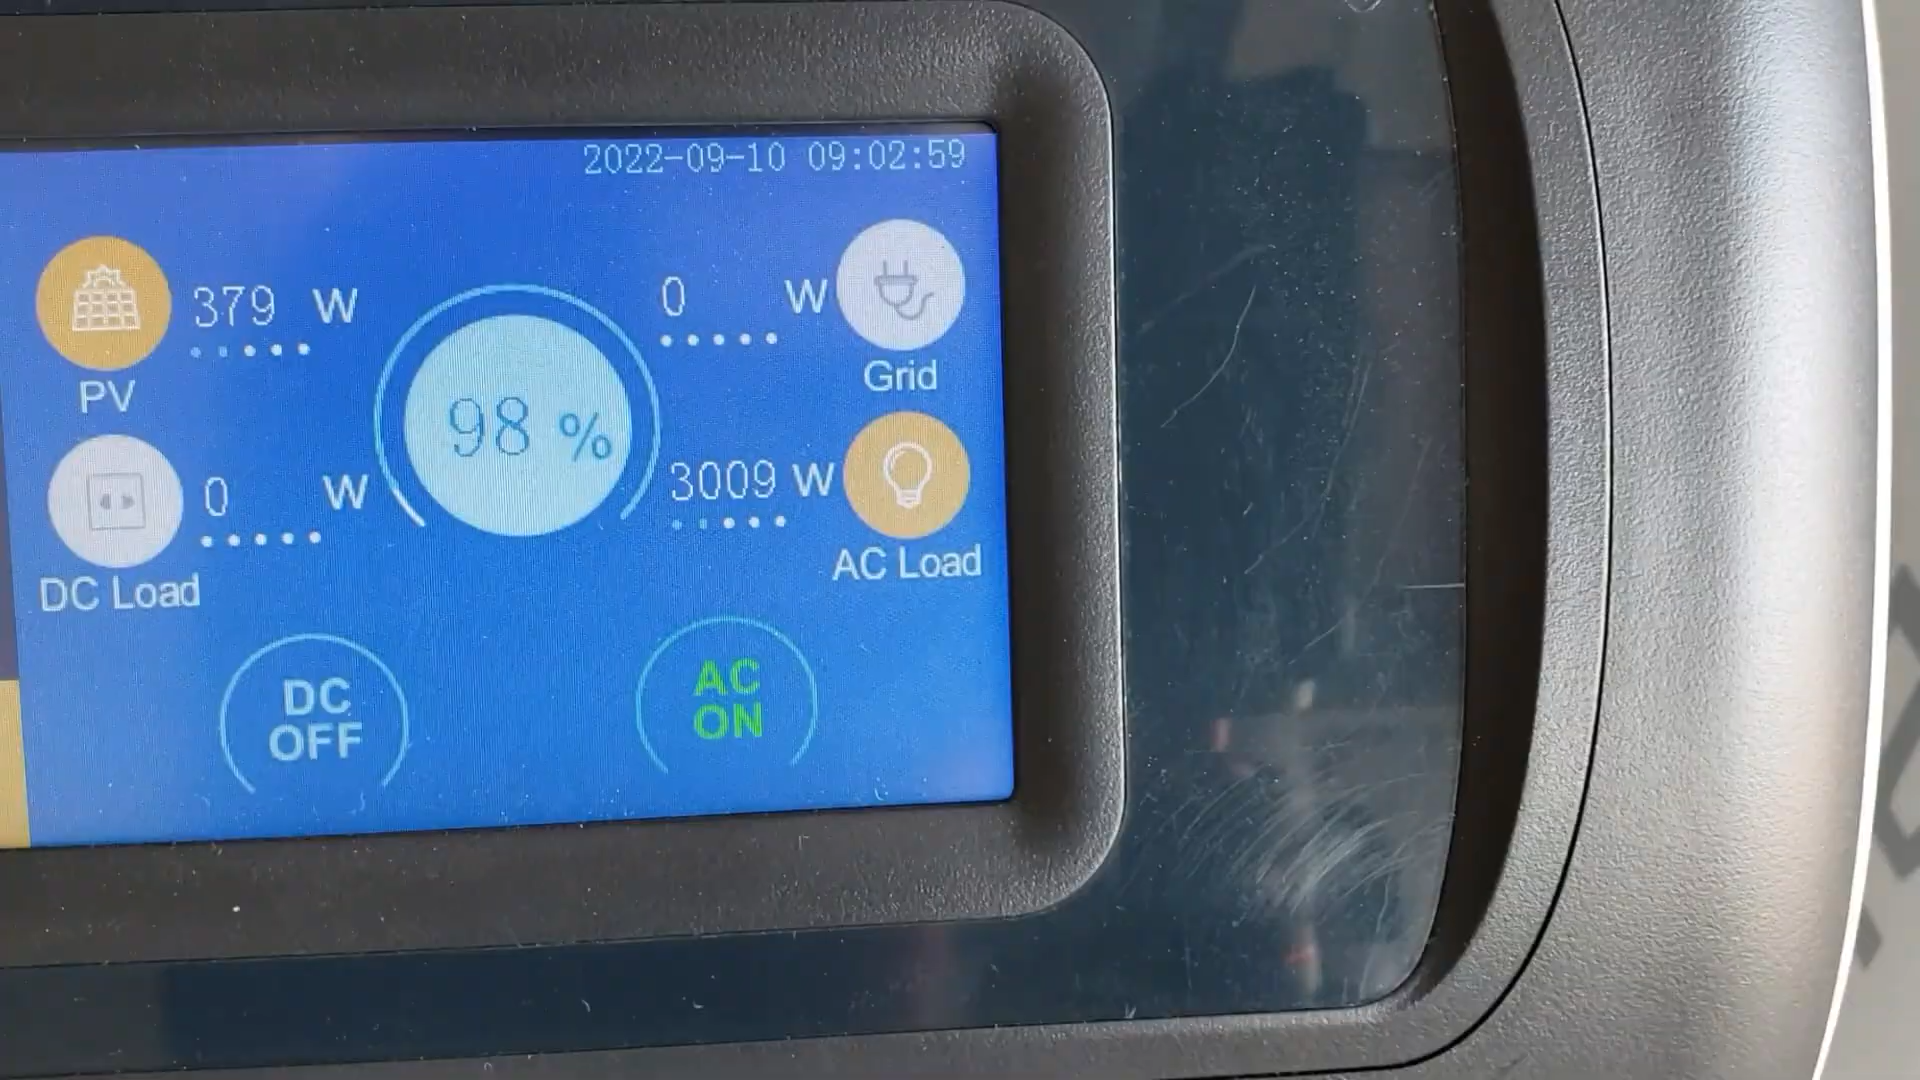 2022-09-10 09:02:59
379 W
0 W
PV
Grid
98 %
0 W
3009 W
DC Load
AC Load
DC
OFF
AC
ON